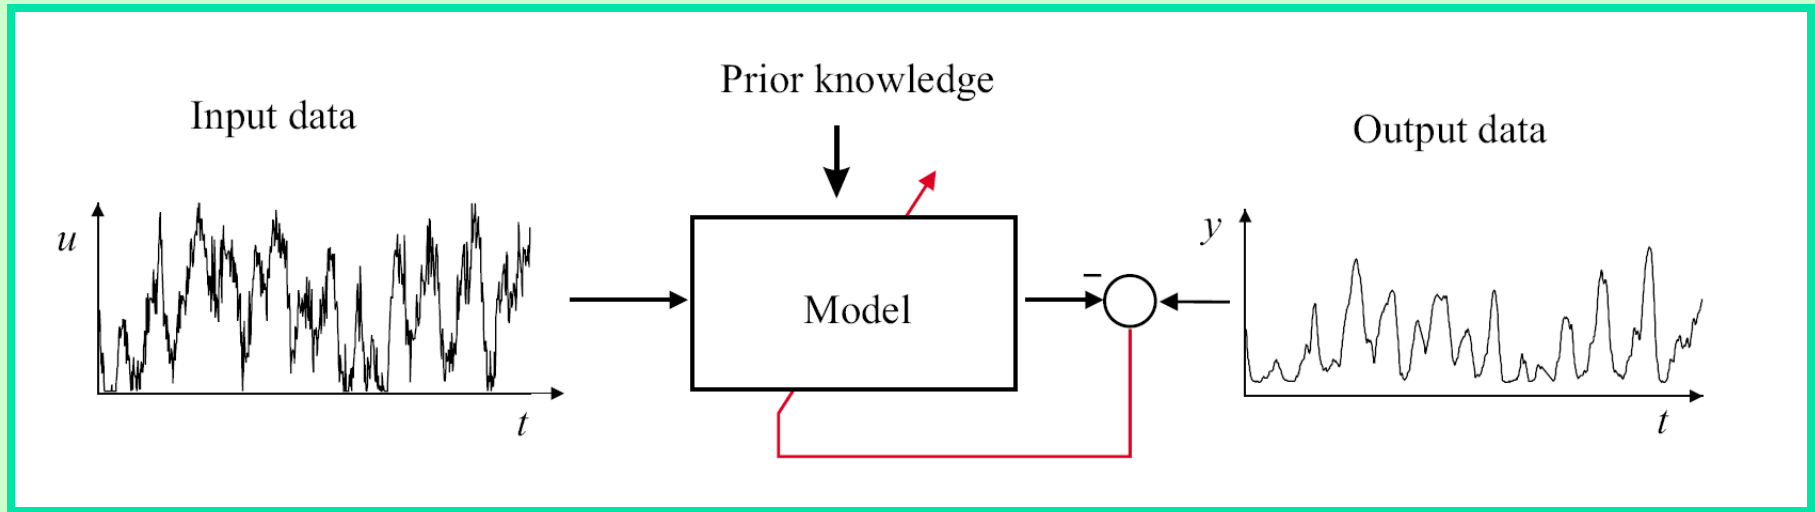 Prior knowledge
Input data
Output data
u
y
Model
–
t
t